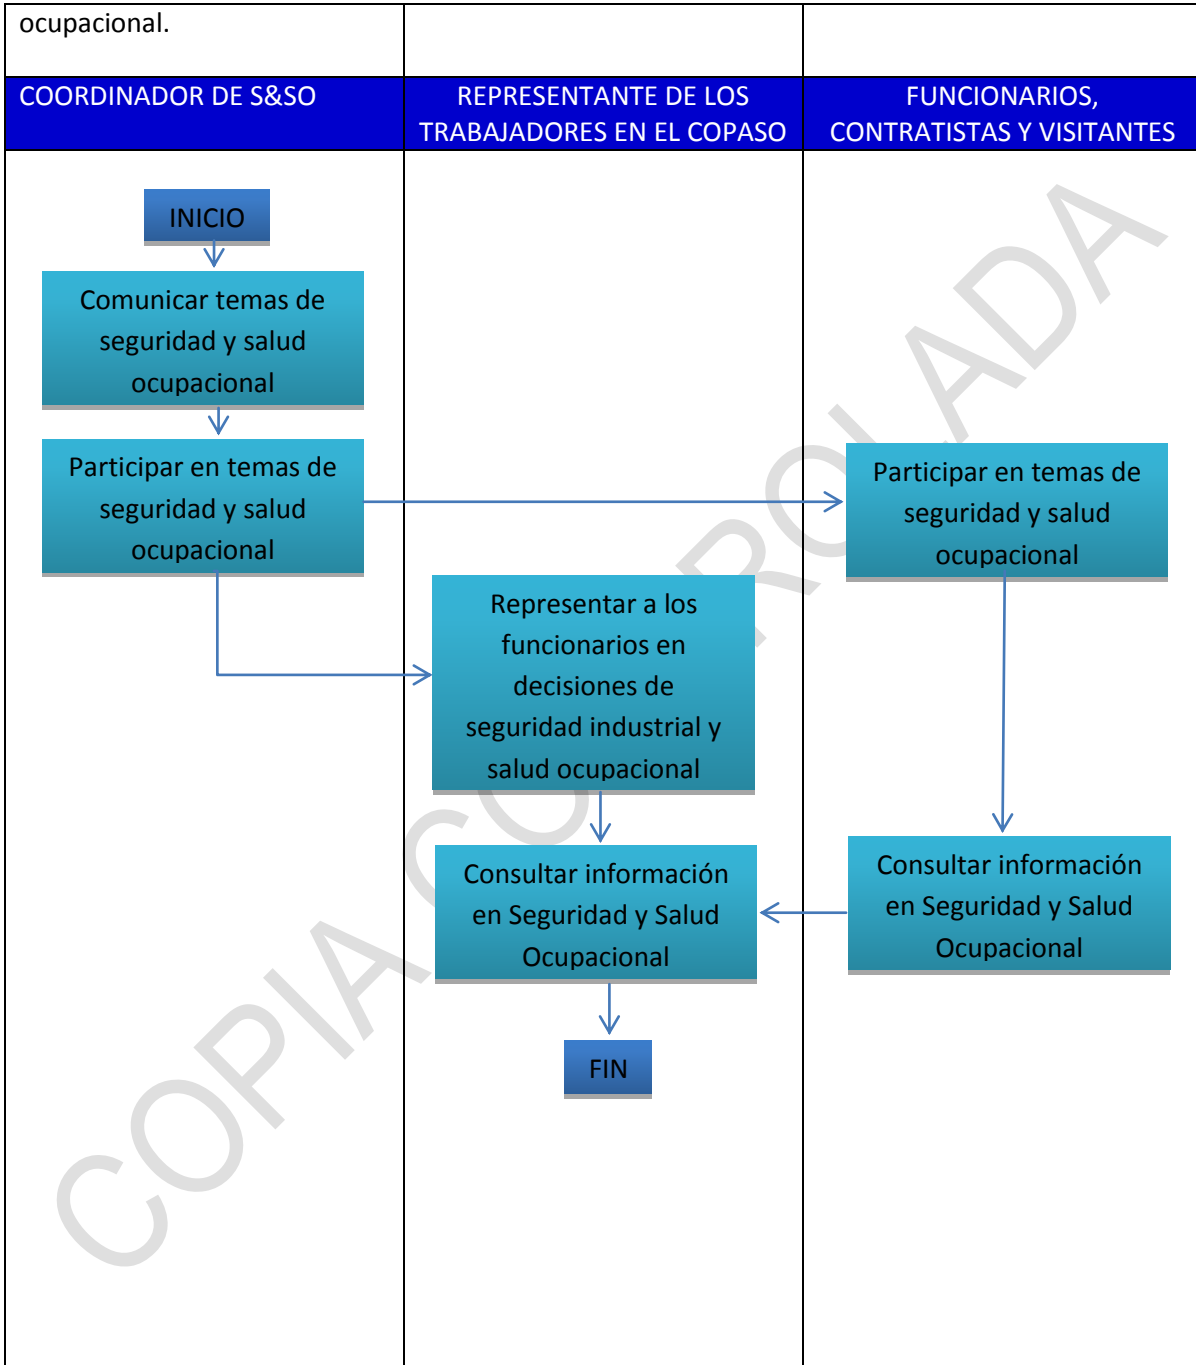 ocupacional.
COORDINADOR DE S&SO
REPRESENTANTE DE LOS
TRABAJADORES EN EL COPASO
FUNCIONARIOS,
CONTRATISTAS Y VISITANTES
INICIO
Comunicar temas de
seguridad y salud
ocupacional
Participar en temas de
seguridad y salud
ocupacional
Participar en temas de
seguridad y salud
ocupacional
Representar a los
funcionarios en
decisiones de
seguridad industrial y
salud ocupacional
Consultar información
en Seguridad y Salud
Ocupacional
Consultar información
en Seguridad y Salud
Ocupacional
FIN
COPIA CONTROLADA